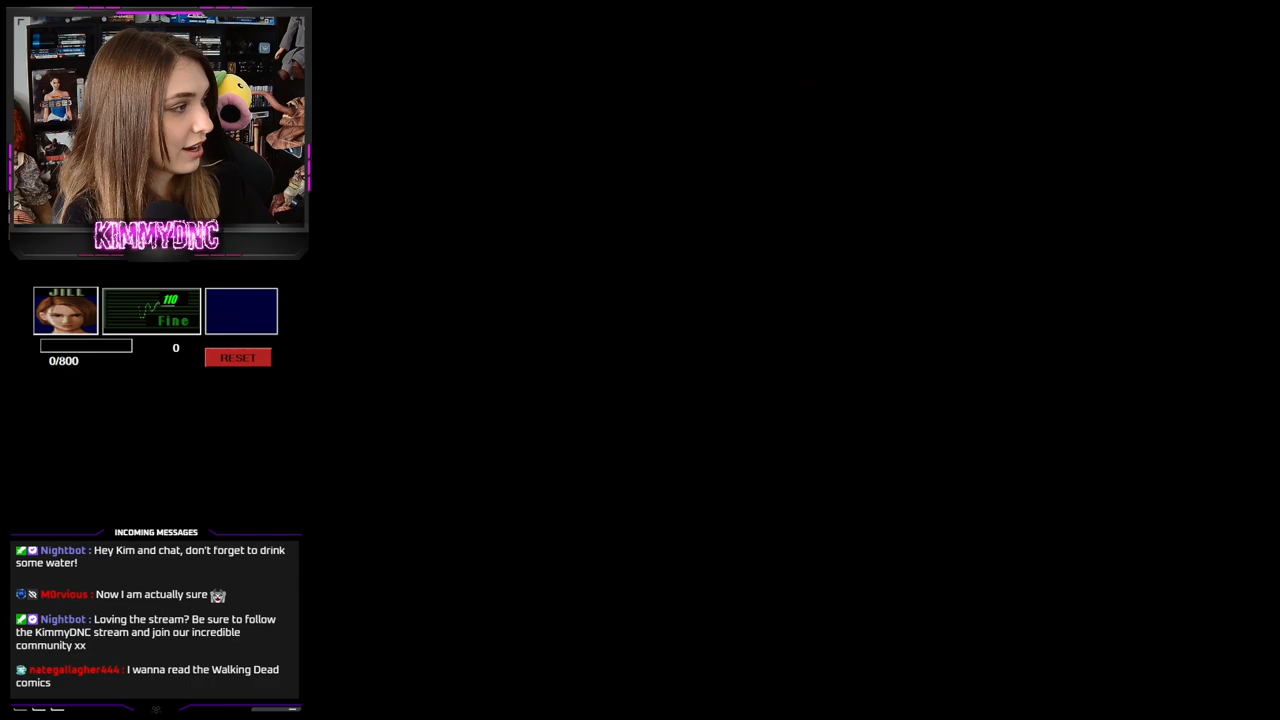 KIMMYDNC
JILL
110
Fine
0
0/800
RESET
INCOMING MESSAGES
Nightbot : Hey Kim and chat, don't forget to drink
some water!
M0rvious : Now I am actually sure
Nightbot : Loving the stream? Be sure to follow
the KimmyDNC stream and join our incredible
community xx
nategallagher444 : I wanna read the Walking Dead
comics